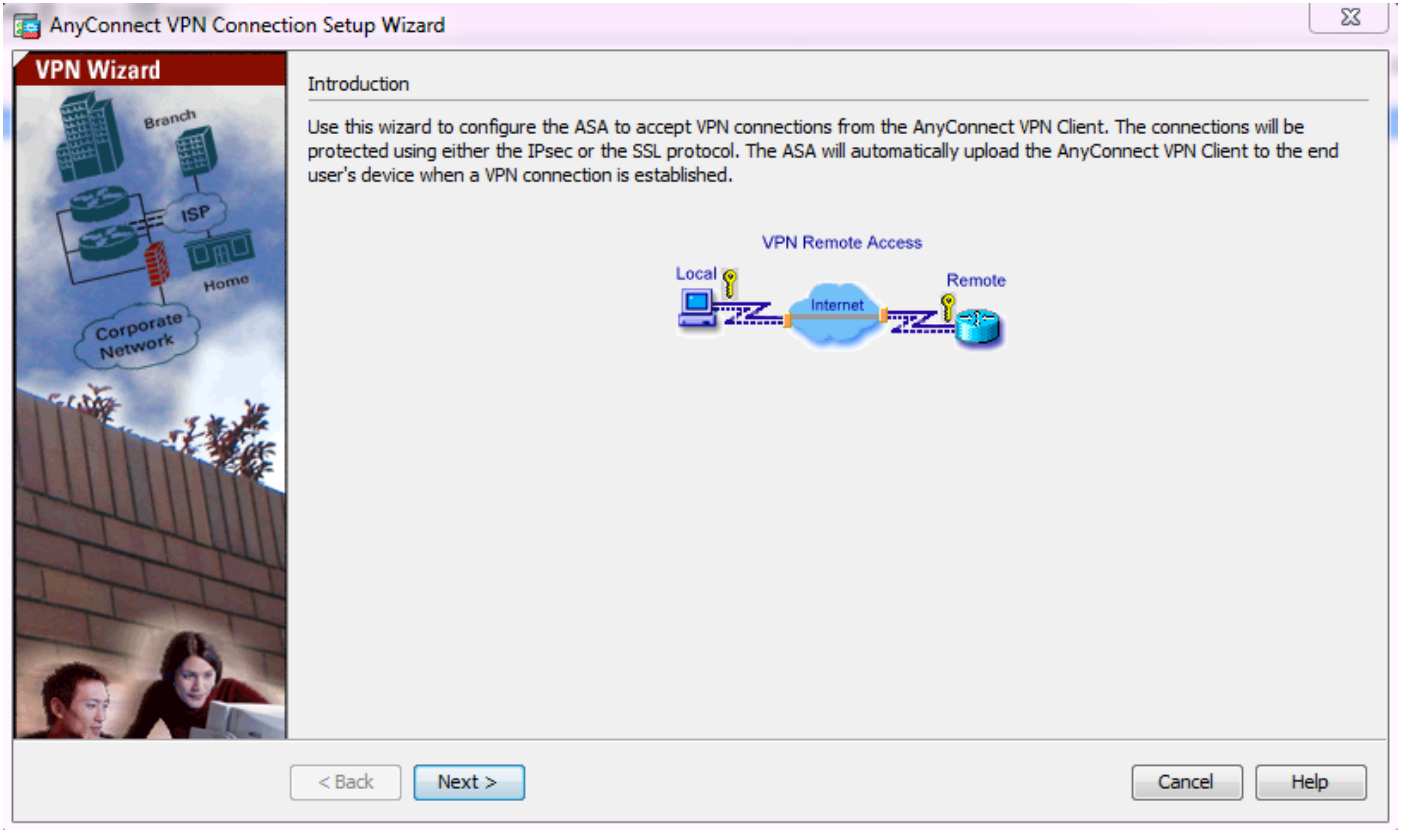 AnyConnect VPN Connection Setup Wizard
VPN Wizard
Branch
ISP
Home
Corporate
Network
Introduction
Use this wizard to configure the ASA to accept VPN connections from the AnyConnect VPN Client. The connections will be
protected using either the IPsec or the SSL protocol. The ASA will automatically upload the AnyConnect VPN Client to the end
user's device when a VPN connection is established.
VPN Remote Access
Local
Internet
Remote
< Back
Next >
Cancel
Help